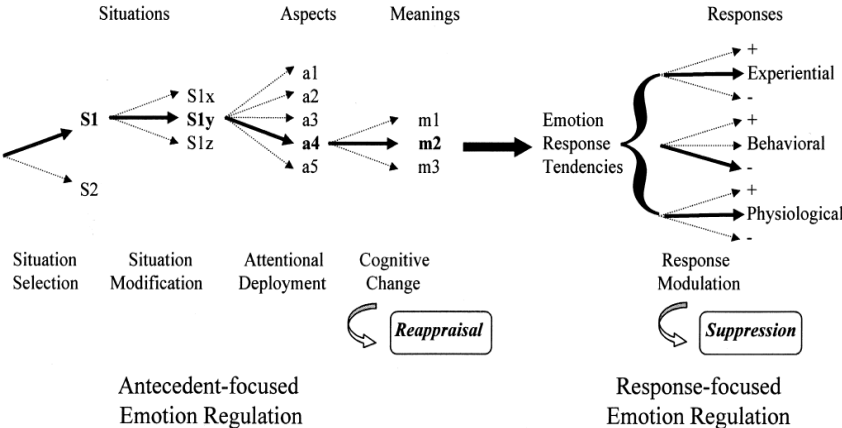 Situations Aspects Meanings Responses
+
a1 Experiential
S1x a2 -
S1 S1y a3 m1 Emotion +
S1z a4 m2 Response Behavioral
a5 m3 Tendencies -
S2 +
Physiological
-
Situation Situation Attentional Cognitive Response
Selection Modification Deployment Change Modulation
Reappraisal Suppression
Antecedent-focused Response-focused
Emotion Regulation Emotion Regulation